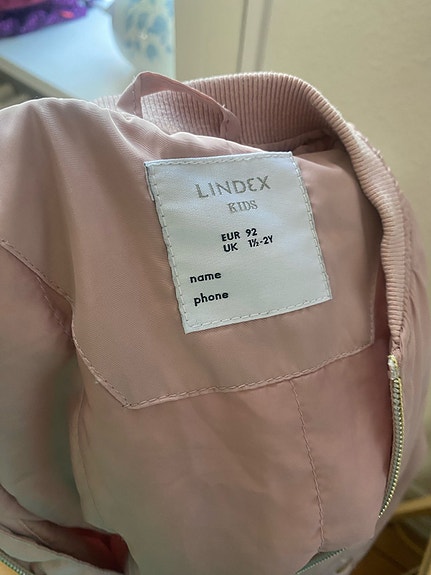 LINDEX
KIDS
EUR 92
UK 1½-2Y
name
phone